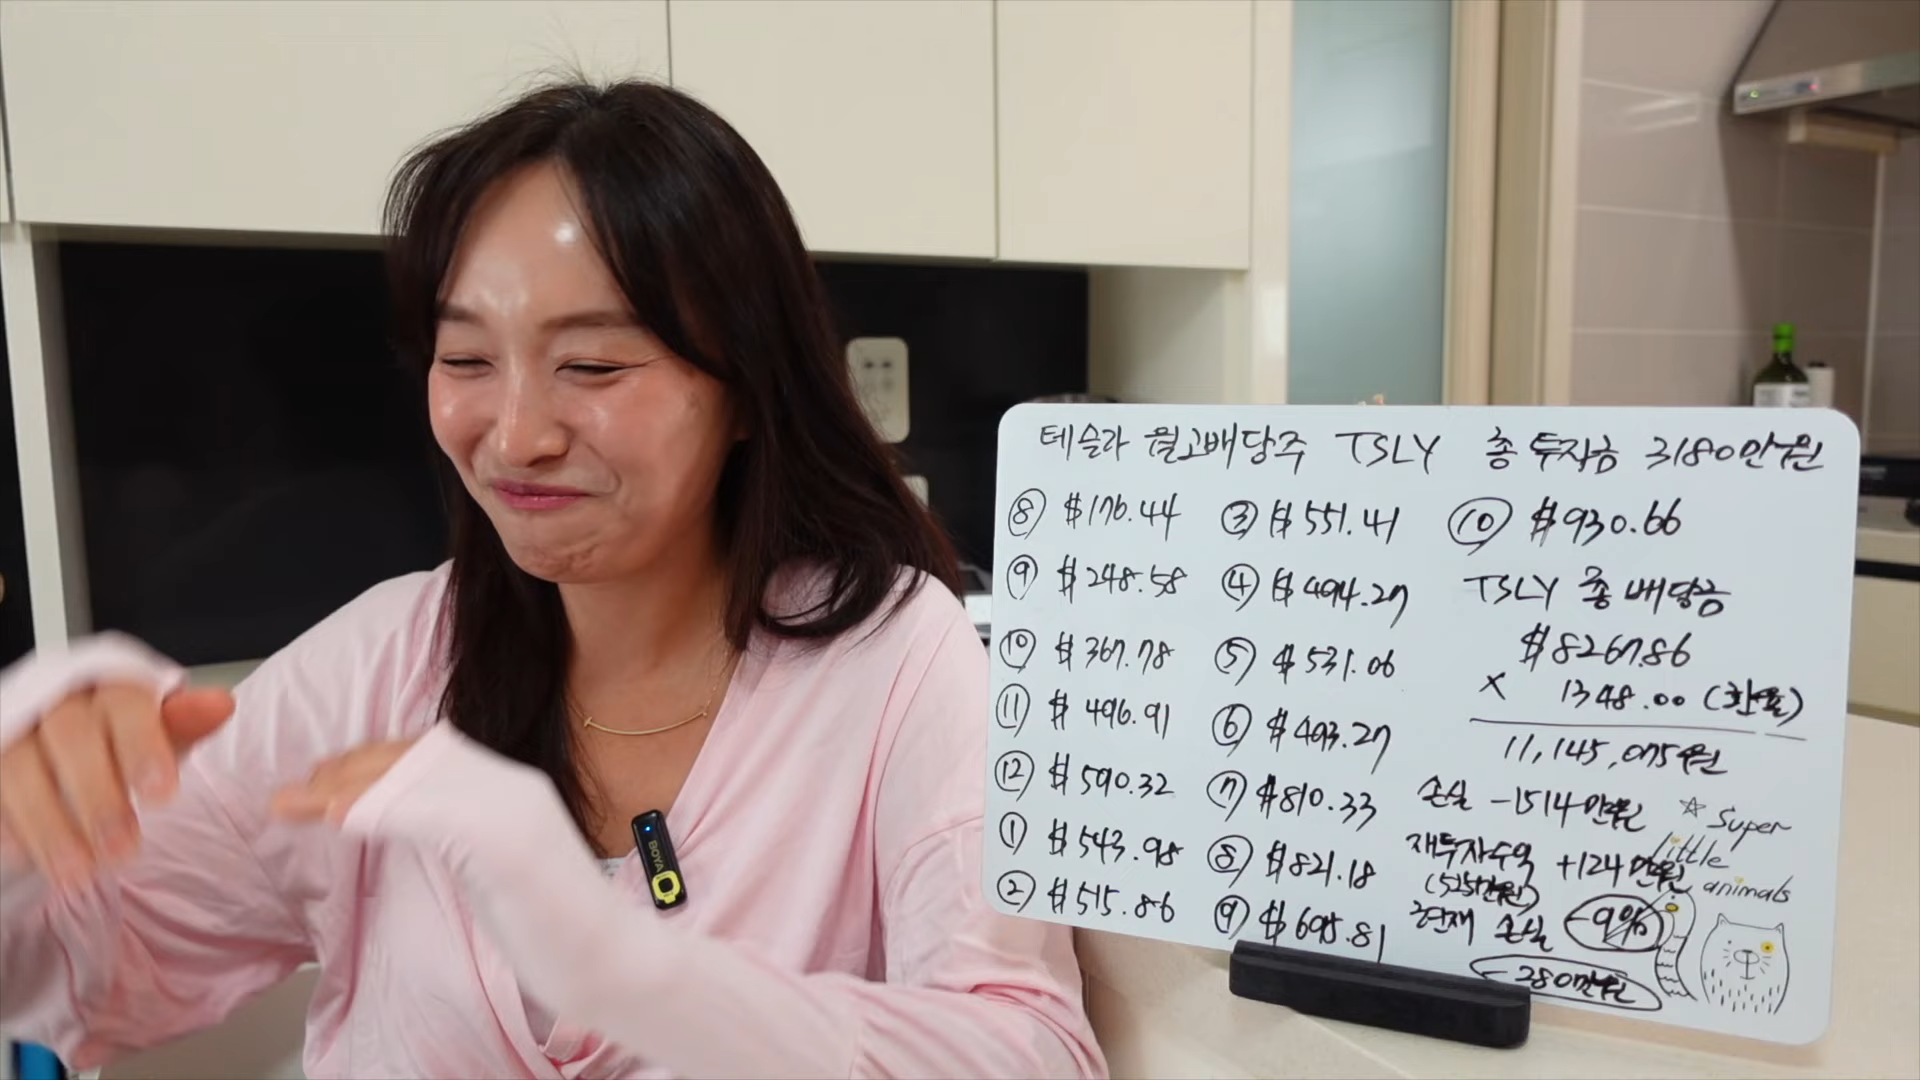 테슬라 월고배당주 TSLY 총 투자금 3180만원
⑧ $176.44
⑨ $248.58
⑩ $367.78
⑪ $496.91
⑫ $590.32
① $543.98
② $515.86
③ $551.41
④ $494.27
⑤ $531.06
⑥ $493.27
⑦ $810.33
⑧ $821.18
⑨ $695.81
⑩ $930.66
TSLY 총 배당금
$8267.86
× 1348.00 (환율)
11,145,075원
손실 -1514만원
재투자수익 +124만원
(525만원)
현재 손실 -9%
-280만원
☆ Super
little
animals
BOYA